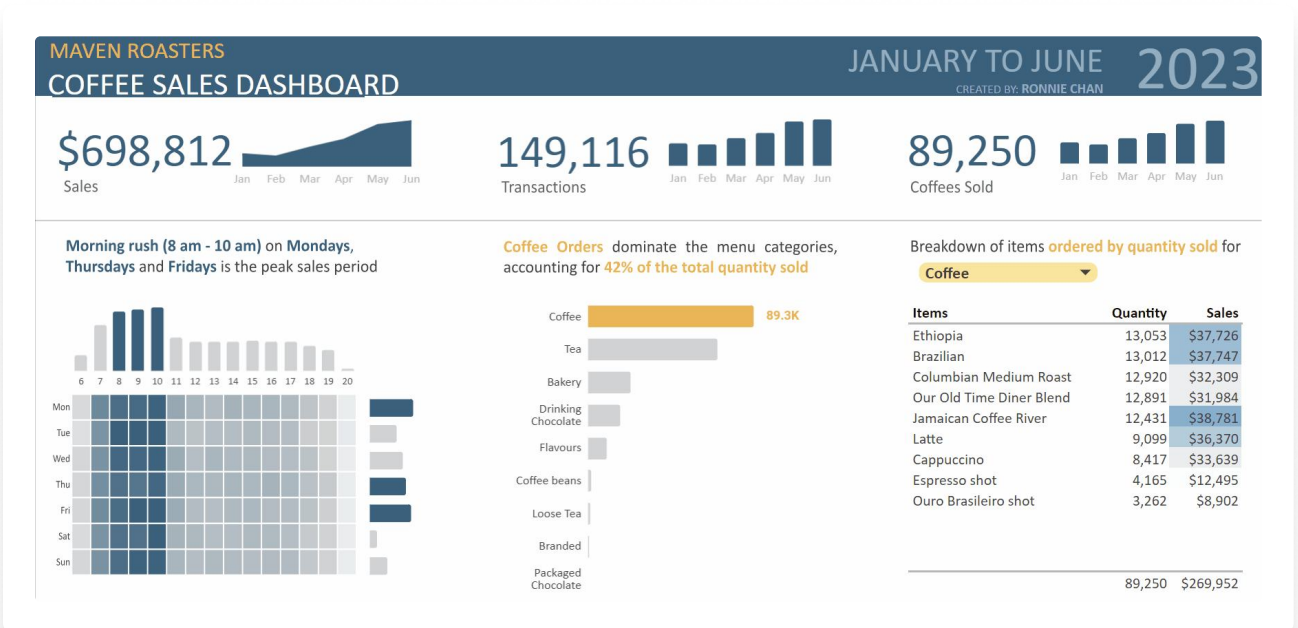 MAVEN ROASTERS
COFFEE SALES DASHBOARD
JANUARY TO JUNE
CREATED BY: RONNIE CHAN
2023
$698,812
Sales
Jan Feb Mar Apr May Jun
149,116
Transactions
Jan Feb Mar Apr May Jun
89,250
Coffees Sold
Jan Feb Mar Apr May Jun
Morning rush (8 am - 10 am) on Mondays,
Thursdays and Fridays is the peak sales period
6 7 8 9 10 11 12 13 14 15 16 17 18 19 20
Mon
Tue
Wed
Thu
Fri
Sat
Sun
Coffee Orders dominate the menu categories,
accounting for 42% of the total quantity sold
Coffee 89.3K
Tea
Bakery
Drinking
Chocolate
Flavours
Coffee beans
Loose Tea
Branded
Packaged
Chocolate
Breakdown of items ordered by quantity sold for
Coffee
Items Quantity Sales
Ethiopia 13,053 $37,726
Brazilian 13,012 $37,747
Columbian Medium Roast 12,920 $32,309
Our Old Time Diner Blend 12,891 $31,984
Jamaican Coffee River 12,431 $38,781
Latte 9,099 $36,370
Cappuccino 8,417 $33,639
Espresso shot 4,165 $12,495
Ouro Brasileiro shot 3,262 $8,902
89,250 $269,952